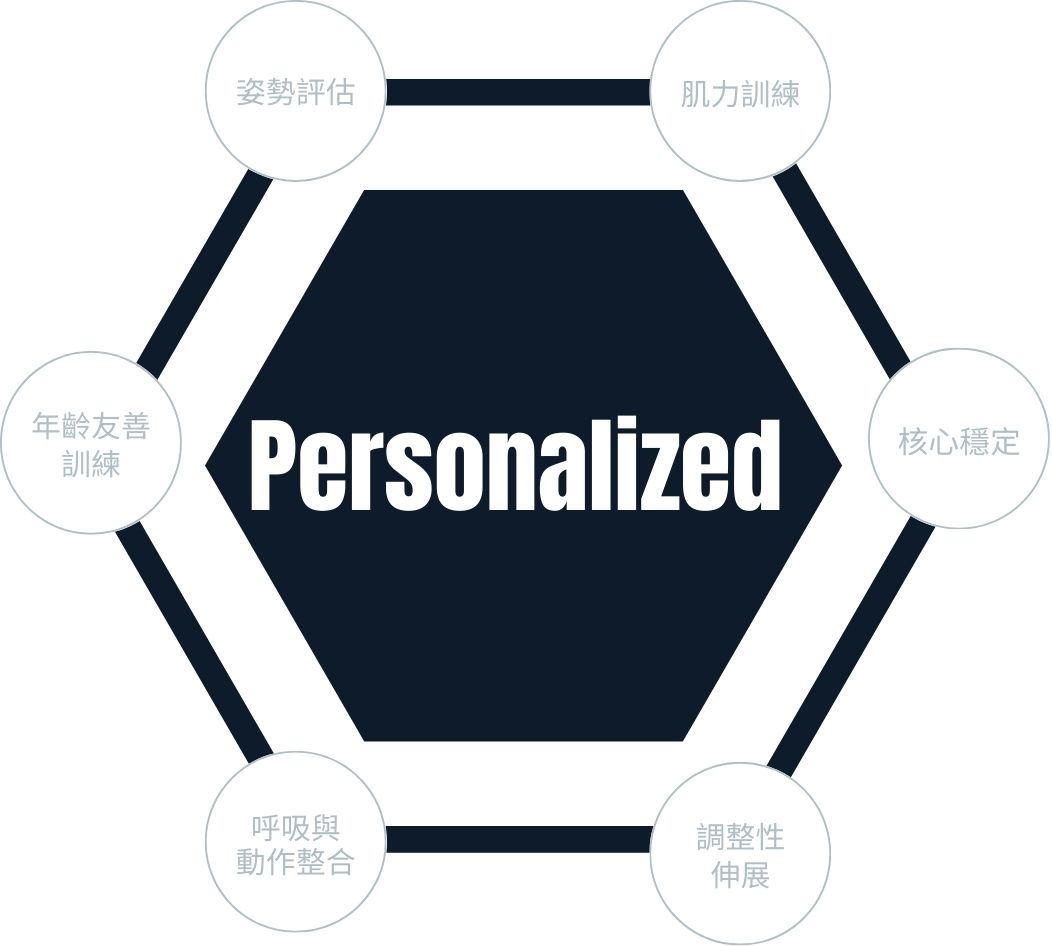 姿勢評估
肌力訓練
年齡友善
訓練
Personalized
核心穩定
呼吸與
動作整合
調整性
伸展